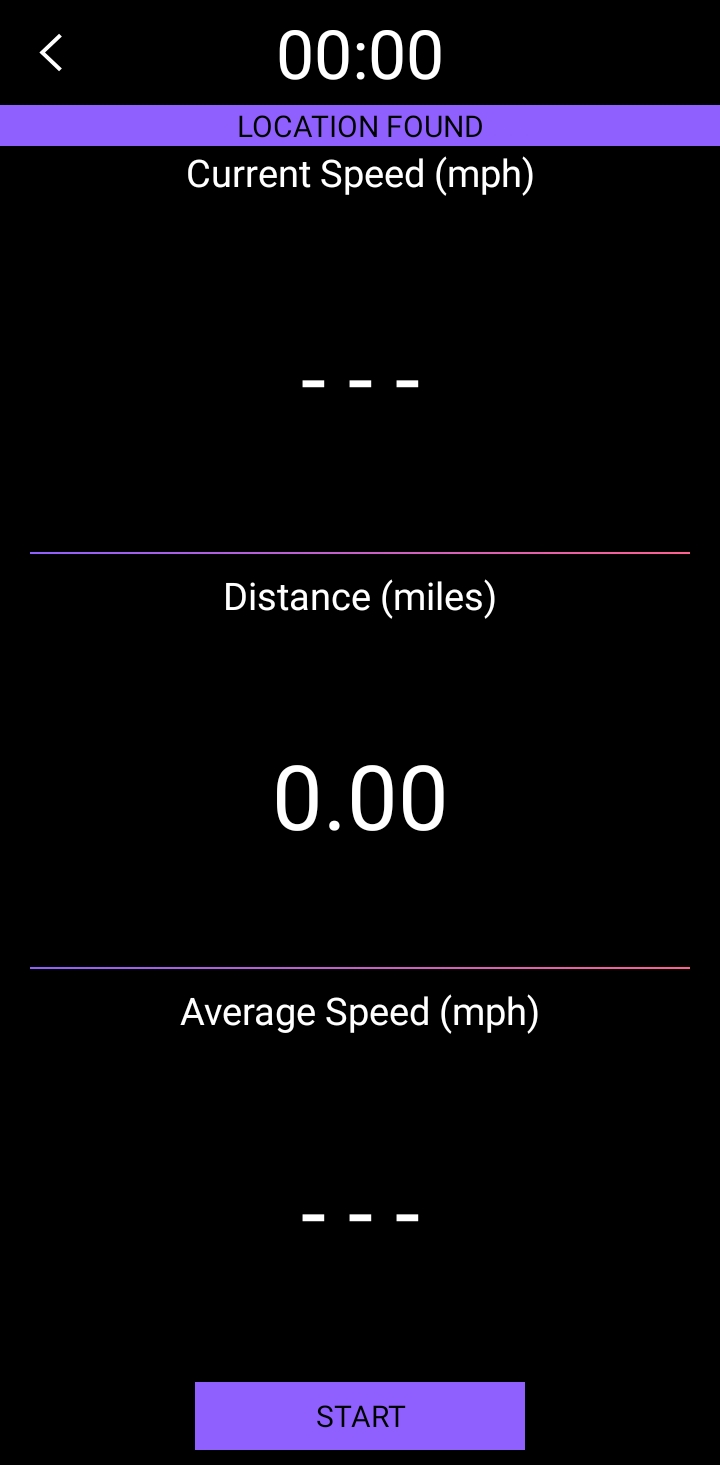 00:00
LOCATION FOUND
Current Speed (mph)
- - -
Distance (miles)
0.00
Average Speed (mph)
- - -
START